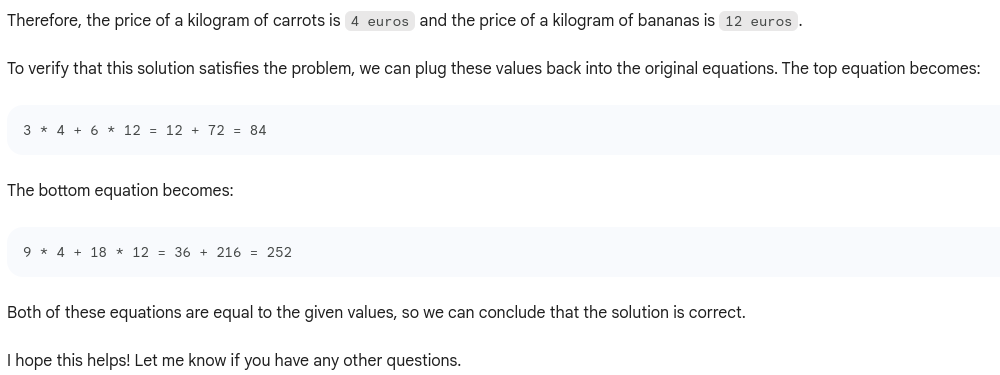 Therefore, the price of a kilogram of carrots is 4 euros and the price of a kilogram of bananas is 12 euros.
To verify that this solution satisfies the problem, we can plug these values back into the original equations. The top equation becomes:
3 * 4 + 6 * 12 = 12 + 72 = 84
The bottom equation becomes:
9 * 4 + 18 * 12 = 36 + 216 = 252
Both of these equations are equal to the given values, so we can conclude that the solution is correct.
I hope this helps! Let me know if you have any other questions.